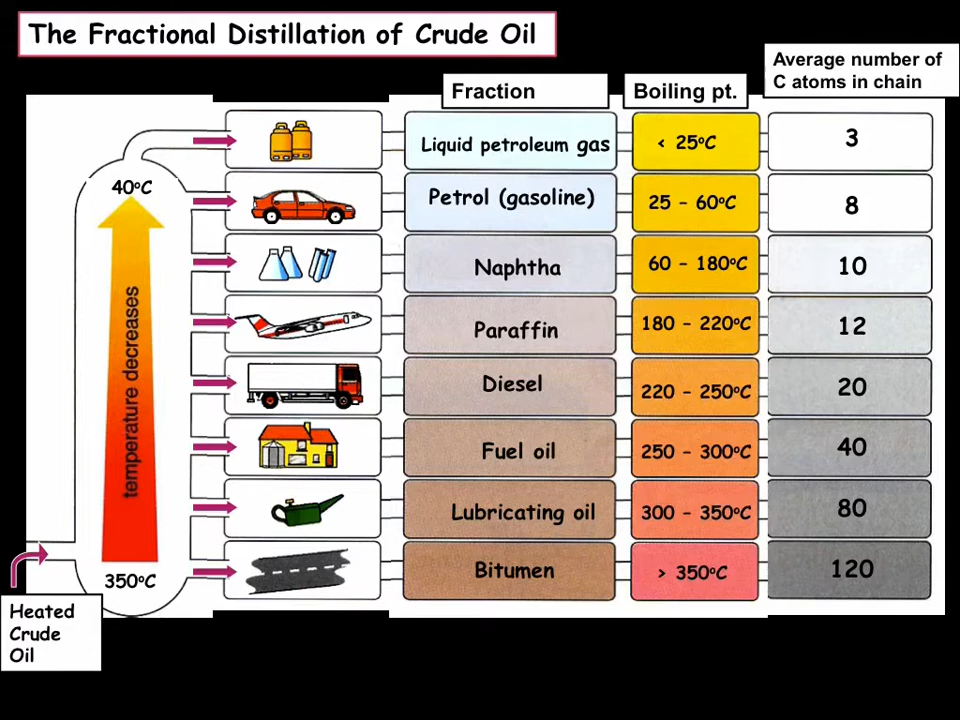 The Fractional Distillation of Crude Oil
Fraction
Boiling pt.
Average number of
C atoms in chain
Liquid petroleum gas
< 25°C
3
40°C
Petrol (gasoline)
25 – 60°C
8
Naphtha
60 – 180°C
10
temperature decreases
Paraffin
180 – 220°C
12
Diesel
220 – 250°C
20
Fuel oil
250 – 300°C
40
Lubricating oil
300 – 350°C
80
350°C
Bitumen
> 350°C
120
Heated
Crude
Oil